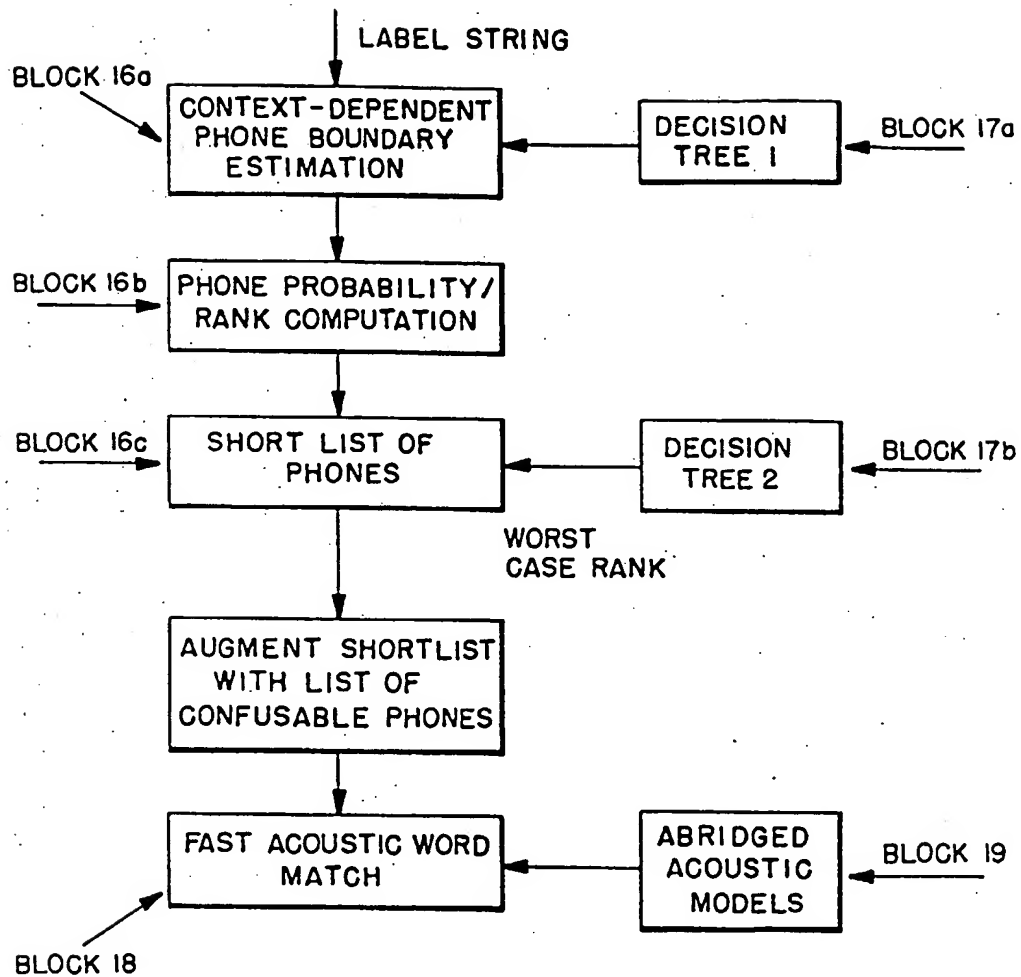 LABEL STRING
BLOCK 16a
CONTEXT-DEPENDENT
PHONE BOUNDARY
ESTIMATION
DECISION
TREE 1
BLOCK 17a
BLOCK 16b
PHONE PROBABILITY/
RANK COMPUTATION
BLOCK 16c
SHORT LIST OF
PHONES
DECISION
TREE 2
BLOCK 17b
WORST
CASE RANK
AUGMENT SHORTLIST
WITH LIST OF
CONFUSABLE PHONES
FAST ACOUSTIC WORD
MATCH
ABRIDGED
ACOUSTIC
MODELS
BLOCK 19
BLOCK 18